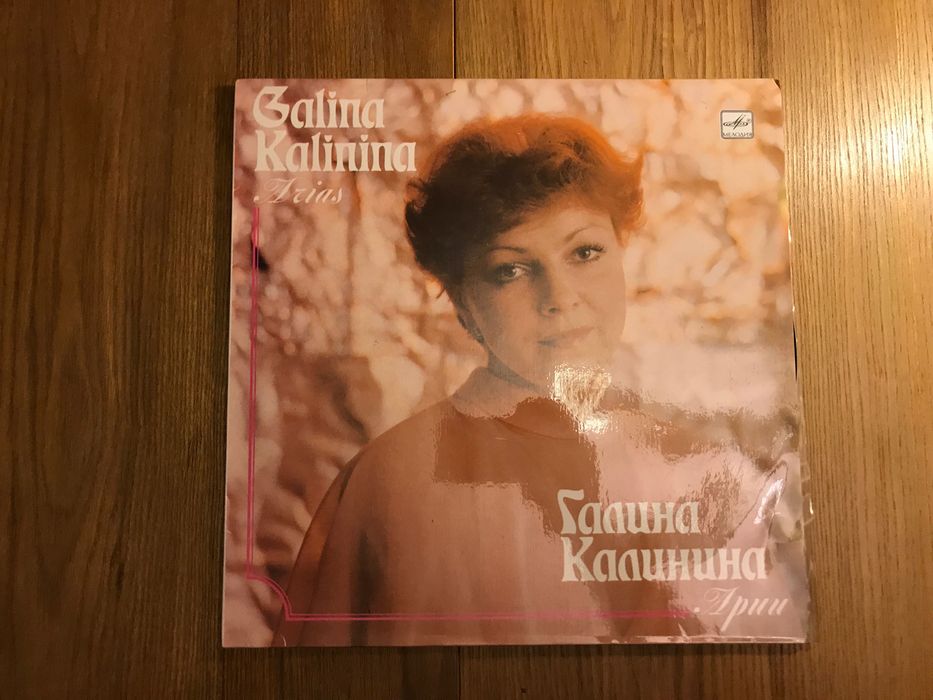 Galina
Kalinina
Arias
МЕЛОДИЯ
Галина
Калинина
Арии